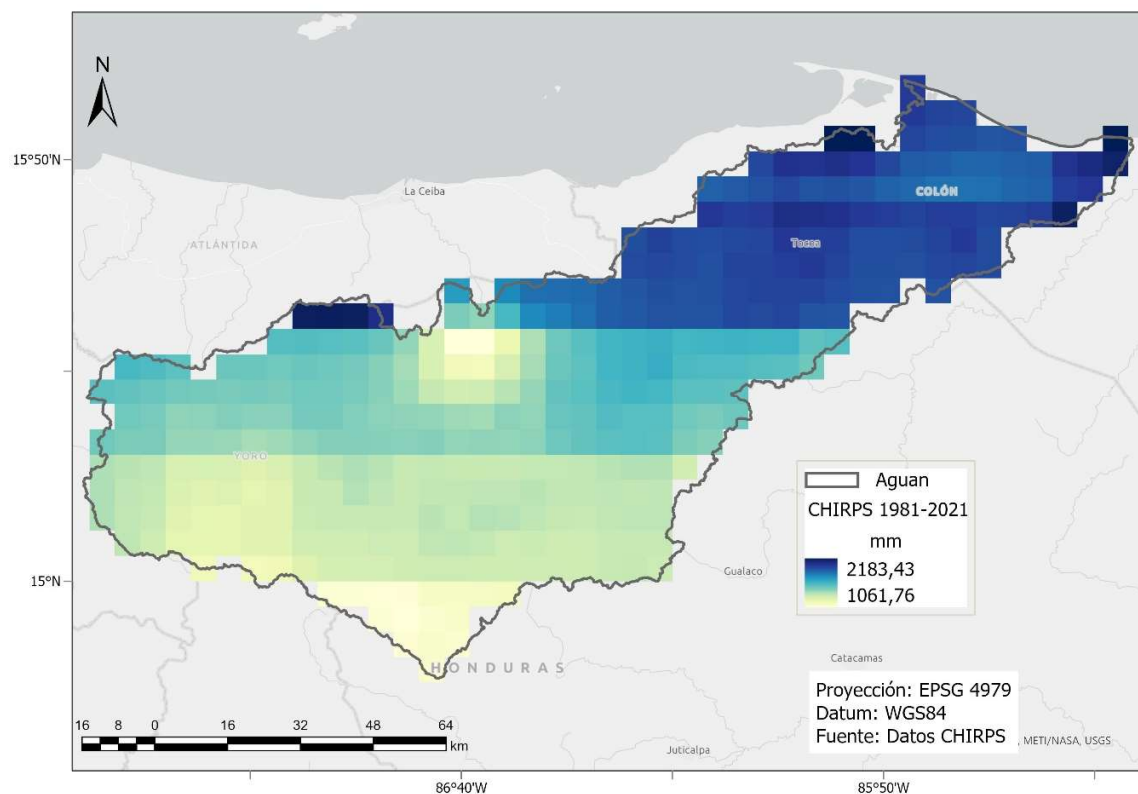 N
15°50'N
La Ceiba
COLÓN
ATLÁNTIDA
Tocoa
YORO
Aguan
CHIRPS 1981-2021
mm
2183,43
1061,76
15°N
Gualaco
HONDURAS
Catacamas
Proyección: EPSG 4979
Datum: WGS84
Fuente: Datos CHIRPS
, METI/NASA, USGS
16 8 0 16 32 48 64
km
Juticalpa
86°40'W
85°50'W